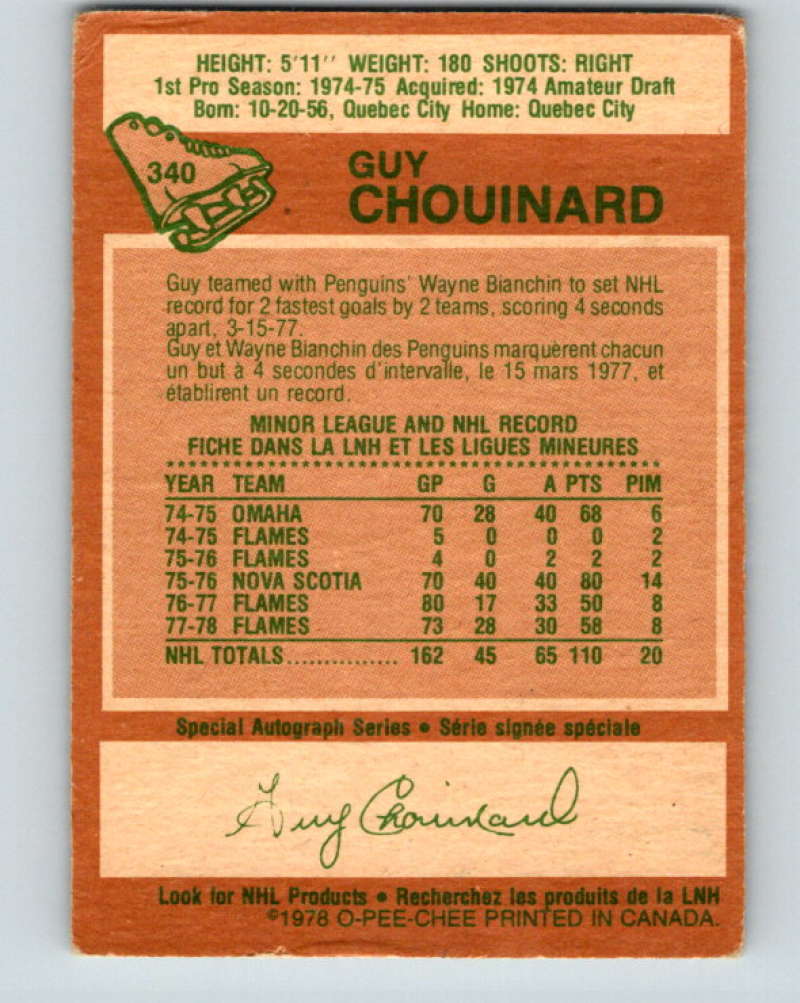 HEIGHT: 5'11" WEIGHT: 180 SHOOTS: RIGHT
1st Pro Season: 1974-75 Acquired: 1974 Amateur Draft
Born: 10-20-56, Quebec City Home: Quebec City
340
GUY
CHOUINARD
Guy teamed with Penguins' Wayne Bianchin to set NHL
record for 2 fastest goals by 2 teams, scoring 4 seconds
apart, 3-15-77.
Guy et Wayne Bianchin des Penguins marquèrent chacun
un but à 4 secondes d'intervalle, le 15 mars 1977, et
établirent un record.
MINOR LEAGUE AND NHL RECORD
FICHE DANS LA LNH ET LES LIGUES MINEURES
YEAR TEAM GP G A PTS PIM
74-75 OMAHA 70 28 40 68 6
74-75 FLAMES 5 0 0 0 2
75-76 FLAMES 4 0 2 2 2
75-76 NOVA SCOTIA 70 40 40 80 14
76-77 FLAMES 80 17 33 50 8
77-78 FLAMES 73 28 30 58 8
NHL TOTALS............... 162 45 65 110 20
Special Autograph Series • Série signée spéciale
Guy Chouinard
Look for NHL Products • Recherchez les produits de la LNH
©1978 O-PEE-CHEE PRINTED IN CANADA.